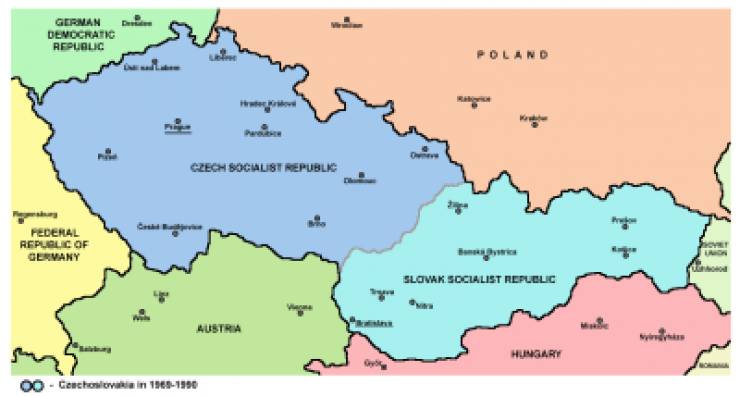 GERMAN
DEMOCRATIC
REPUBLIC
Dresden
Wrocław
POLAND
Liberec
Ústí nad Labem
Katowice
Hradec Králové
Kraków
Prague
Pardubice
Plzeň
Ostrava
CZECH SOCIALIST REPUBLIC
Olomouc
Žilina
Regensburg
Prešov
FEDERAL
REPUBLIC OF
GERMANY
České Budějovice
Brno
SOVIET
UNION
Banská Bystrica
Košice
Uzhhorod
SLOVAK SOCIALIST REPUBLIC
Linz
Trnava
Nitra
Vienna
Wels
Bratislava
AUSTRIA
Miskolc
Nyíregyháza
Salzburg
HUNGARY
Győr
ROMANIA
- Czechoslovakia in 1969-1990